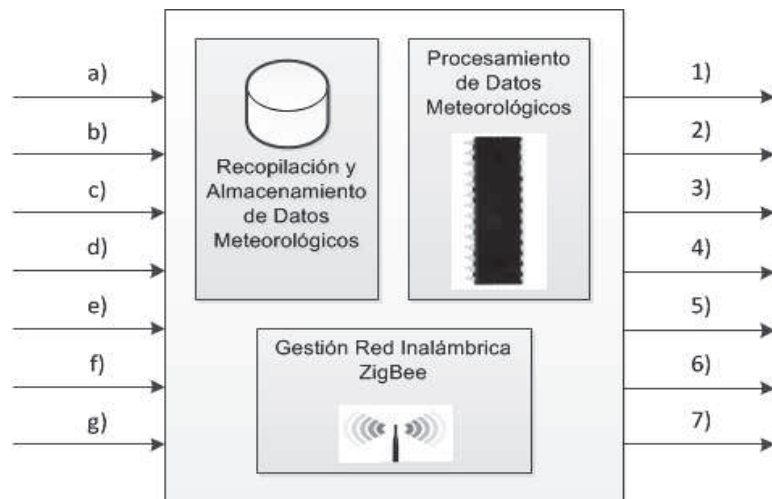 a)
b)
c)
d)
e)
f)
g)
Recopilación y
Almacenamiento
de Datos
Meteorológicos
Procesamiento
de Datos
Meteorológicos
Gestión Red Inalámbrica
ZigBee
1)
2)
3)
4)
5)
6)
7)